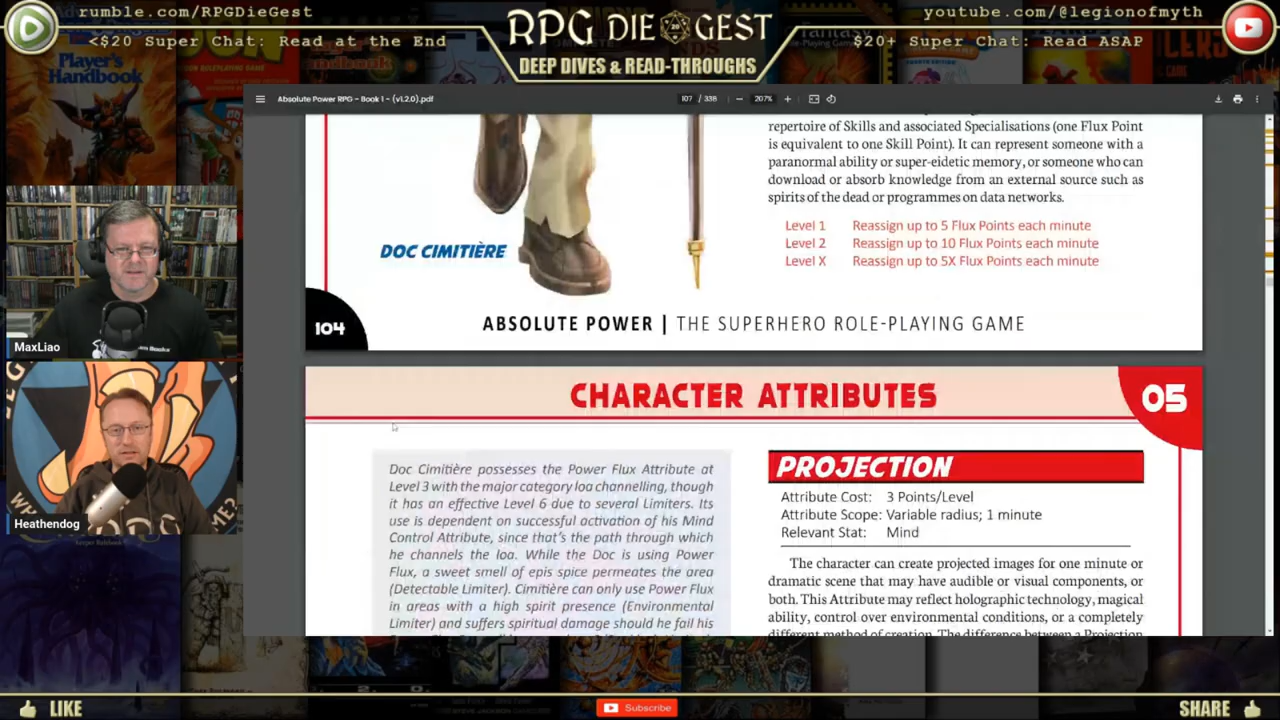 rumble.com/RPGDieGest
<$20 Super Chat: Read at the End
RPG DIE GEST
DEEP DIVES & READ-THROUGHS
youtube.com/@legionofmyth
$20+ Super Chat: Read ASAP
Player's
Handbook
Absolute Power RPG - Book 1 - (v1.2.0).pdf
107 / 338
207%
repertoire of Skills and associated Specialisations (one Flux Point
is equivalent to one Skill Point). It can represent someone with a
paranormal ability or super-eidetic memory, or someone who can
download or absorb knowledge from an external source such as
spirits of the dead or programmes on data networks.
Level 1 Reassign up to 5 Flux Points each minute
Level 2 Reassign up to 10 Flux Points each minute
Level X Reassign up to 5X Flux Points each minute
DOC CIMITIÈRE
104
ABSOLUTE POWER | THE SUPERHERO ROLE-PLAYING GAME
CHARACTER ATTRIBUTES
05
Doc Cimitière possesses the Power Flux Attribute at
Level 3 with the major category loa channelling, though
it has an effective Level 6 due to several Limiters. Its
use is dependent on successful activation of his Mind
Control Attribute, since that's the path through which
he channels the loa. While the Doc is using Power
Flux, a sweet smell of epis spice permeates the area
(Detectable Limiter). Cimitière can only use Power Flux
in areas with a high spirit presence (Environmental
Limiter) and suffers spiritual damage should he fail his
PROJECTION
Attribute Cost: 3 Points/Level
Attribute Scope: Variable radius; 1 minute
Relevant Stat: Mind
The character can create projected images for one minute or
dramatic scene that may have audible or visual components, or
both. This Attribute may reflect holographic technology, magical
ability, control over environmental conditions, or a completely
different method of creation. The difference between a Projection
MaxLiao
Heathendog
LIKE
Subscribe
SHARE